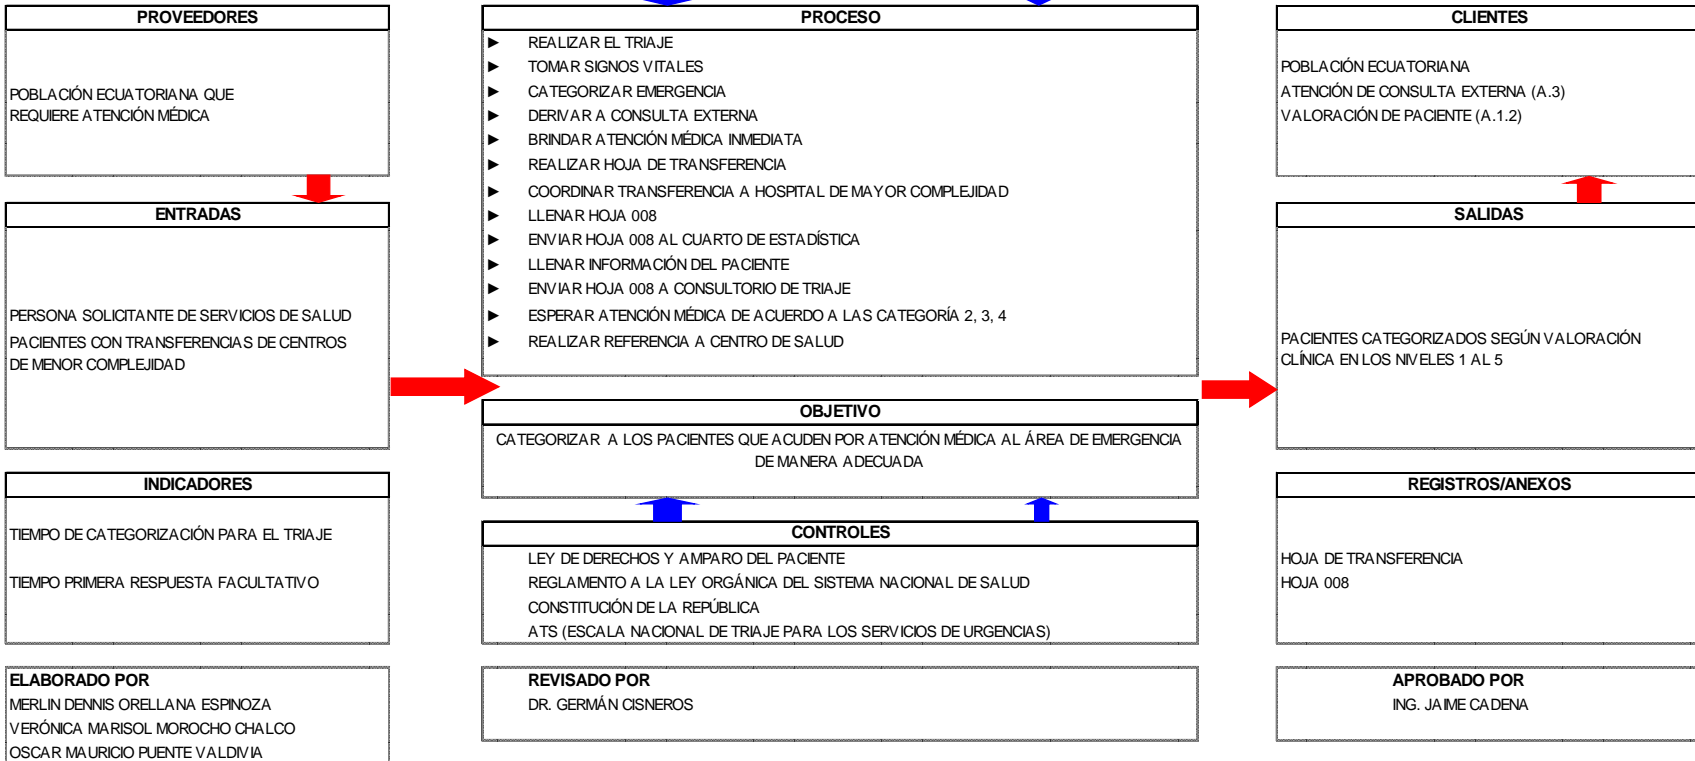 PROVEEDORES
POBLACIÓN ECUATORIANA QUE
REQUIERE ATENCIÓN MÉDICA
ENTRADAS
PERSONA SOLICITANTE DE SERVICIOS DE SALUD
PACIENTES CON TRANSFERENCIAS DE CENTROS
DE MENOR COMPLEJIDAD
INDICADORES
TIEMPO DE CATEGORIZACIÓN PARA EL TRIAJE
TIEMPO PRIMERA RESPUESTA FACULTATIVO
ELABORADO POR
MERLIN DENNIS ORELLANA ESPINOZA
VERÓNICA MARISOL MOROCHO CHALCO
OSCAR MAURICIO PUENTE VALDIVIA
PROCESO
► REALIZAR EL TRIAJE
► TOMAR SIGNOS VITALES
► CATEGORIZAR EMERGENCIA
► DERIVAR A CONSULTA EXTERNA
► BRINDAR ATENCIÓN MÉDICA INMEDIATA
► REALIZAR HOJA DE TRANSFERENCIA
► COORDINAR TRANSFERENCIA A HOSPITAL DE MAYOR COMPLEJIDAD
► LLENAR HOJA 008
► ENVIAR HOJA 008 AL CUARTO DE ESTADÍSTICA
► LLENAR INFORMACIÓN DEL PACIENTE
► ENVIAR HOJA 008 A CONSULTORIO DE TRIAJE
► ESPERAR ATENCIÓN MÉDICA DE ACUERDO A LAS CATEGORÍA 2, 3, 4
► REALIZAR REFERENCIA A CENTRO DE SALUD
OBJETIVO
CATEGORIZAR A LOS PACIENTES QUE ACUDEN POR ATENCIÓN MÉDICA AL ÁREA DE EMERGENCIA
DE MANERA ADECUADA
CONTROLES
LEY DE DERECHOS Y AMPARO DEL PACIENTE
REGLAMENTO A LA LEY ORGÁNICA DEL SISTEMA NACIONAL DE SALUD
CONSTITUCIÓN DE LA REPÚBLICA
ATS (ESCALA NACIONAL DE TRIAJE PARA LOS SERVICIOS DE URGENCIAS)
REVISADO POR
DR. GERMÁN CISNEROS
CLIENTES
POBLACIÓN ECUATORIANA
ATENCIÓN DE CONSULTA EXTERNA (A.3)
VALORACIÓN DE PACIENTE (A.1.2)
SALIDAS
PACIENTES CATEGORIZADOS SEGÚN VALORACIÓN
CLÍNICA EN LOS NIVELES 1 AL 5
REGISTROS/ANEXOS
HOJA DE TRANSFERENCIA
HOJA 008
APROBADO POR
ING. JAIME CADENA